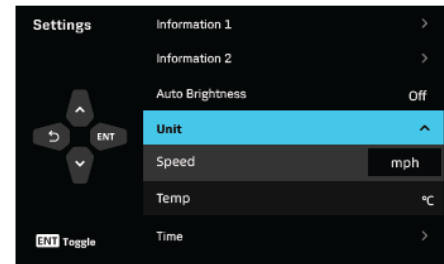 Settings
Information 1
Information 2
Auto Brightness Off
Unit
ENT
Speed mph
Temp °C
ENT Toggle
Time